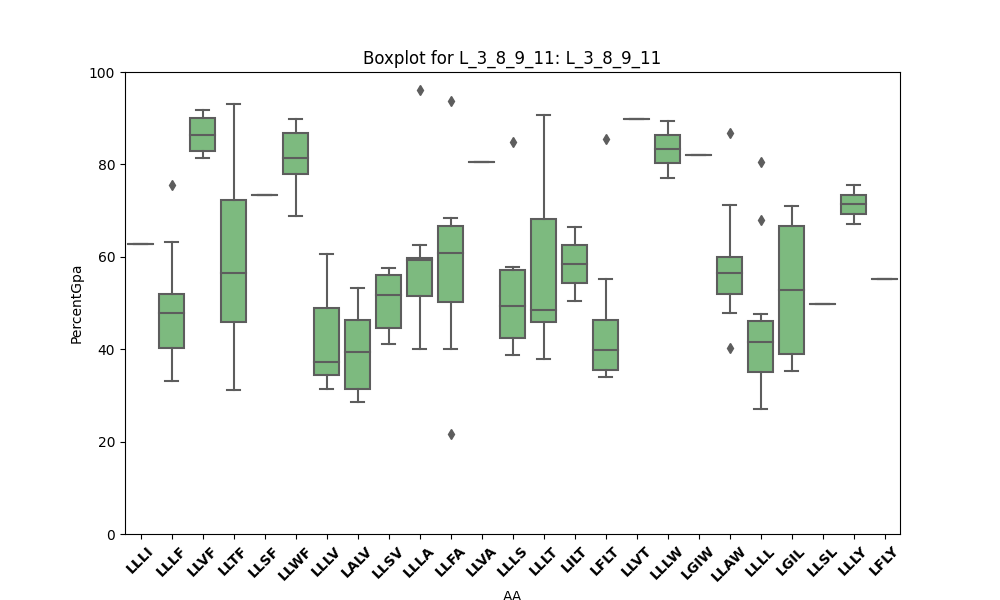 Boxplot for L_3_8_9_11: L_3_8_9_11
100
80
60
40
20
0
PercentGpa
LLLI LLLF LLVF LLTF LLSF LLWF LLLV LALV LLSV LLLA LLFA LLVA LLLS LLLT LILT LFLT LLVT LLLW LGIW LLAW LLLL LGIL LLSL LLLY LFLY
AA